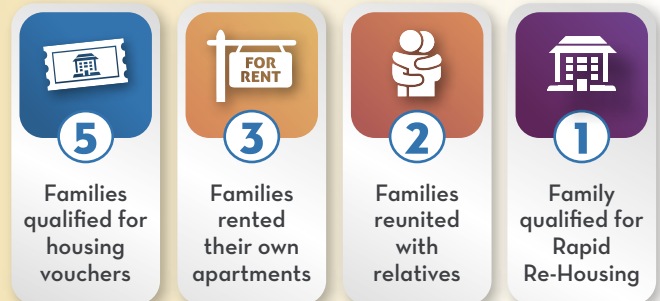 5
Families
qualified for
housing
vouchers
FOR
RENT
3
Families
rented
their own
apartments
2
Families
reunited
with
relatives
1
Family
qualified for
Rapid
Re-Housing